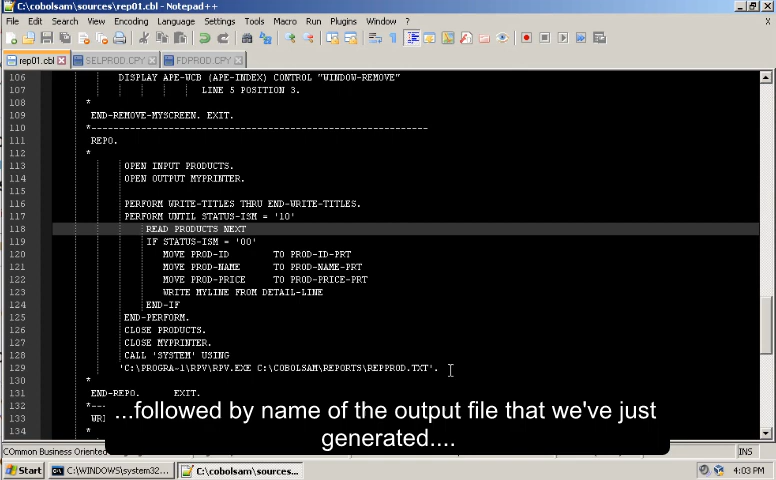 C:\cobolsam\sources\rep01.cbl - Notepad++
File Edit Search View Encoding Language Settings Tools Macro Run Plugins Window ?
rep01.cbl SELPROD.CPY FDPROD.CPY
106 DISPLAY APE-WCB (APE-INDEX) CONTROL "WINDOW-REMOVE"
107 LINE 5 POSITION 3.
108 *
109 END-REMOVE-MYSCREEN. EXIT.
110 *------------------------------------------------------------
111 REPO.
112 *
113 OPEN INPUT PRODUCTS.
114 OPEN OUTPUT MYPRINTER.
115
116 PERFORM WRITE-TITLES THRU END-WRITE-TITLES.
117 PERFORM UNTIL STATUS-ISM = '10'
118 READ PRODUCTS NEXT
119 IF STATUS-ISM = '00'
120 MOVE PROD-ID TO PROD-ID-PRT
121 MOVE PROD-NAME TO PROD-NAME-PRT
122 MOVE PROD-PRICE TO PROD-PRICE-PRT
123 WRITE MYLINE FROM DETAIL-LINE
124 END-IF
125 END-PERFORM.
126 CLOSE PRODUCTS.
127 CLOSE MYPRINTER.
128 CALL 'SYSTEM' USING
129 'C:\PROGRA~1\RPV\RPV.EXE C:\COBOLSAM\REPORTS\REPPROD.TXT'.
130 *
131 END-REPO. EXIT.
132 *--
133 WRI
134 *
...followed by name of the output file that we've just
generated....
COmmon Business Oriented
INS
Start C:\WINDOWS\system32... C:\cobolsam\sources... 4:03 PM